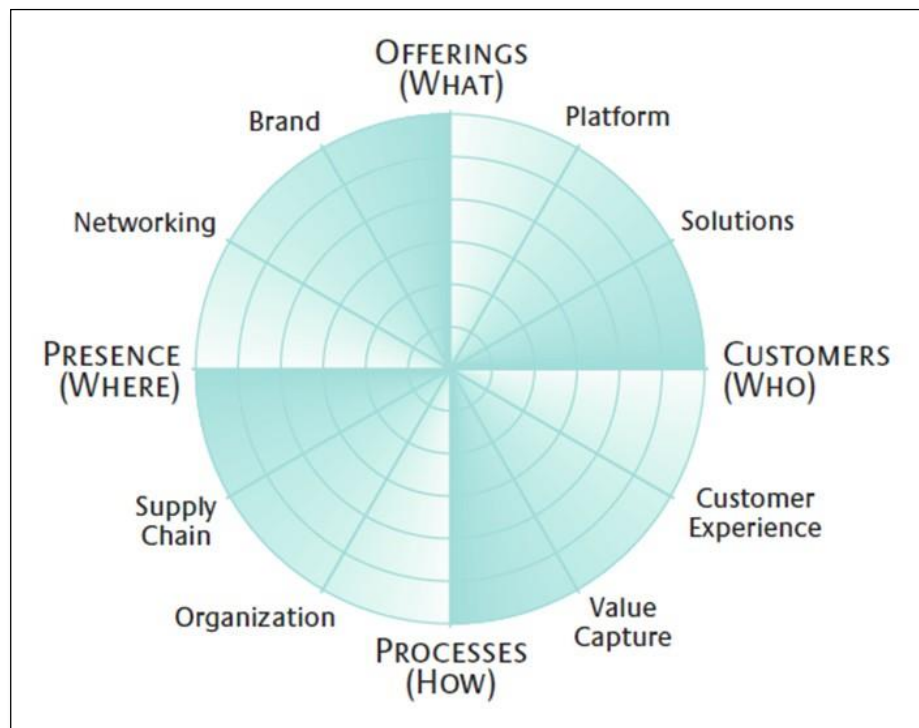 OFFERINGS
(WHAT)
Brand
Platform
Networking
Solutions
PRESENCE
(WHERE)
CUSTOMERS
(WHO)
Supply
Chain
Customer
Experience
Organization
Value
Capture
PROCESSES
(HOW)